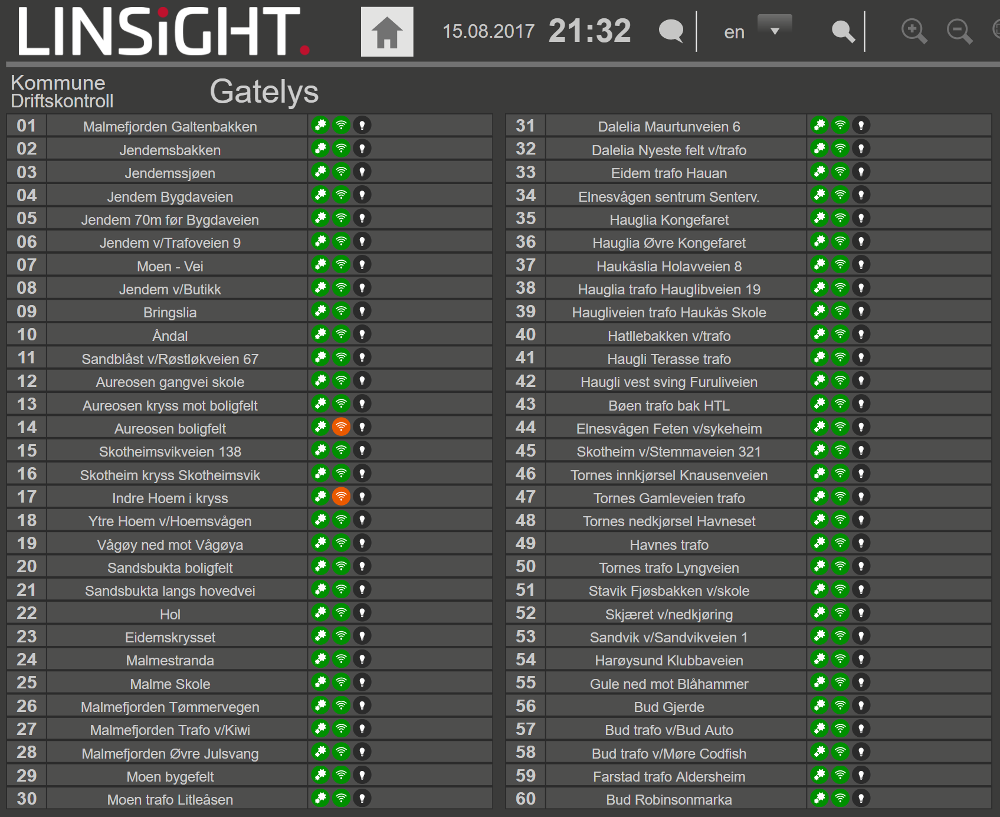 LINSiGHT.
15.08.2017 21:32 en
Kommune
Driftskontroll
Gatelys
01 Malmefjorden Galtenbakken
02 Jendemsbakken
03 Jendemssjøen
04 Jendem Bygdaveien
05 Jendem 70m før Bygdaveien
06 Jendem v/Trafoveien 9
07 Moen - Vei
08 Jendem v/Butikk
09 Bringslia
10 Åndal
11 Sandblåst v/Røstløkveien 67
12 Aureosen gangvei skole
13 Aureosen kryss mot boligfelt
14 Aureosen boligfelt
15 Skotheimsvikveien 138
16 Skotheim kryss Skotheimsvik
17 Indre Hoem i kryss
18 Ytre Hoem v/Hoemsvågen
19 Vågøy ned mot Vågøya
20 Sandsbukta boligfelt
21 Sandsbukta langs hovedvei
22 Hol
23 Eidemskrysset
24 Malmestranda
25 Malme Skole
26 Malmefjorden Tømmervegen
27 Malmefjorden Trafo v/Kiwi
28 Malmefjorden Øvre Julsvang
29 Moen bygefelt
30 Moen trafo Litleåsen
31 Dalelia Maurtunveien 6
32 Dalelia Nyeste felt v/trafo
33 Eidem trafo Hauan
34 Elnesvågen sentrum Senterv.
35 Hauglia Kongefaret
36 Hauglia Øvre Kongefaret
37 Haukåslia Holavveien 8
38 Hauglia trafo Hauglibveien 19
39 Haugliveien trafo Haukås Skole
40 Hatllebakken v/trafo
41 Haugli Terasse trafo
42 Haugli vest sving Furuliveien
43 Bøen trafo bak HTL
44 Elnesvågen Feten v/sykeheim
45 Skotheim v/Stemmaveien 321
46 Tornes innkjørsel Knausenveien
47 Tornes Gamleveien trafo
48 Tornes nedkjørsel Havneset
49 Havnes trafo
50 Tornes trafo Lyngveien
51 Stavik Fjøsbakken v/skole
52 Skjæret v/nedkjøring
53 Sandvik v/Sandvikveien 1
54 Harøysund Klubbaveien
55 Gule ned mot Blåhammer
56 Bud Gjerde
57 Bud trafo v/Bud Auto
58 Bud trafo v/Møre Codfish
59 Farstad trafo Aldersheim
60 Bud Robinsonmarka